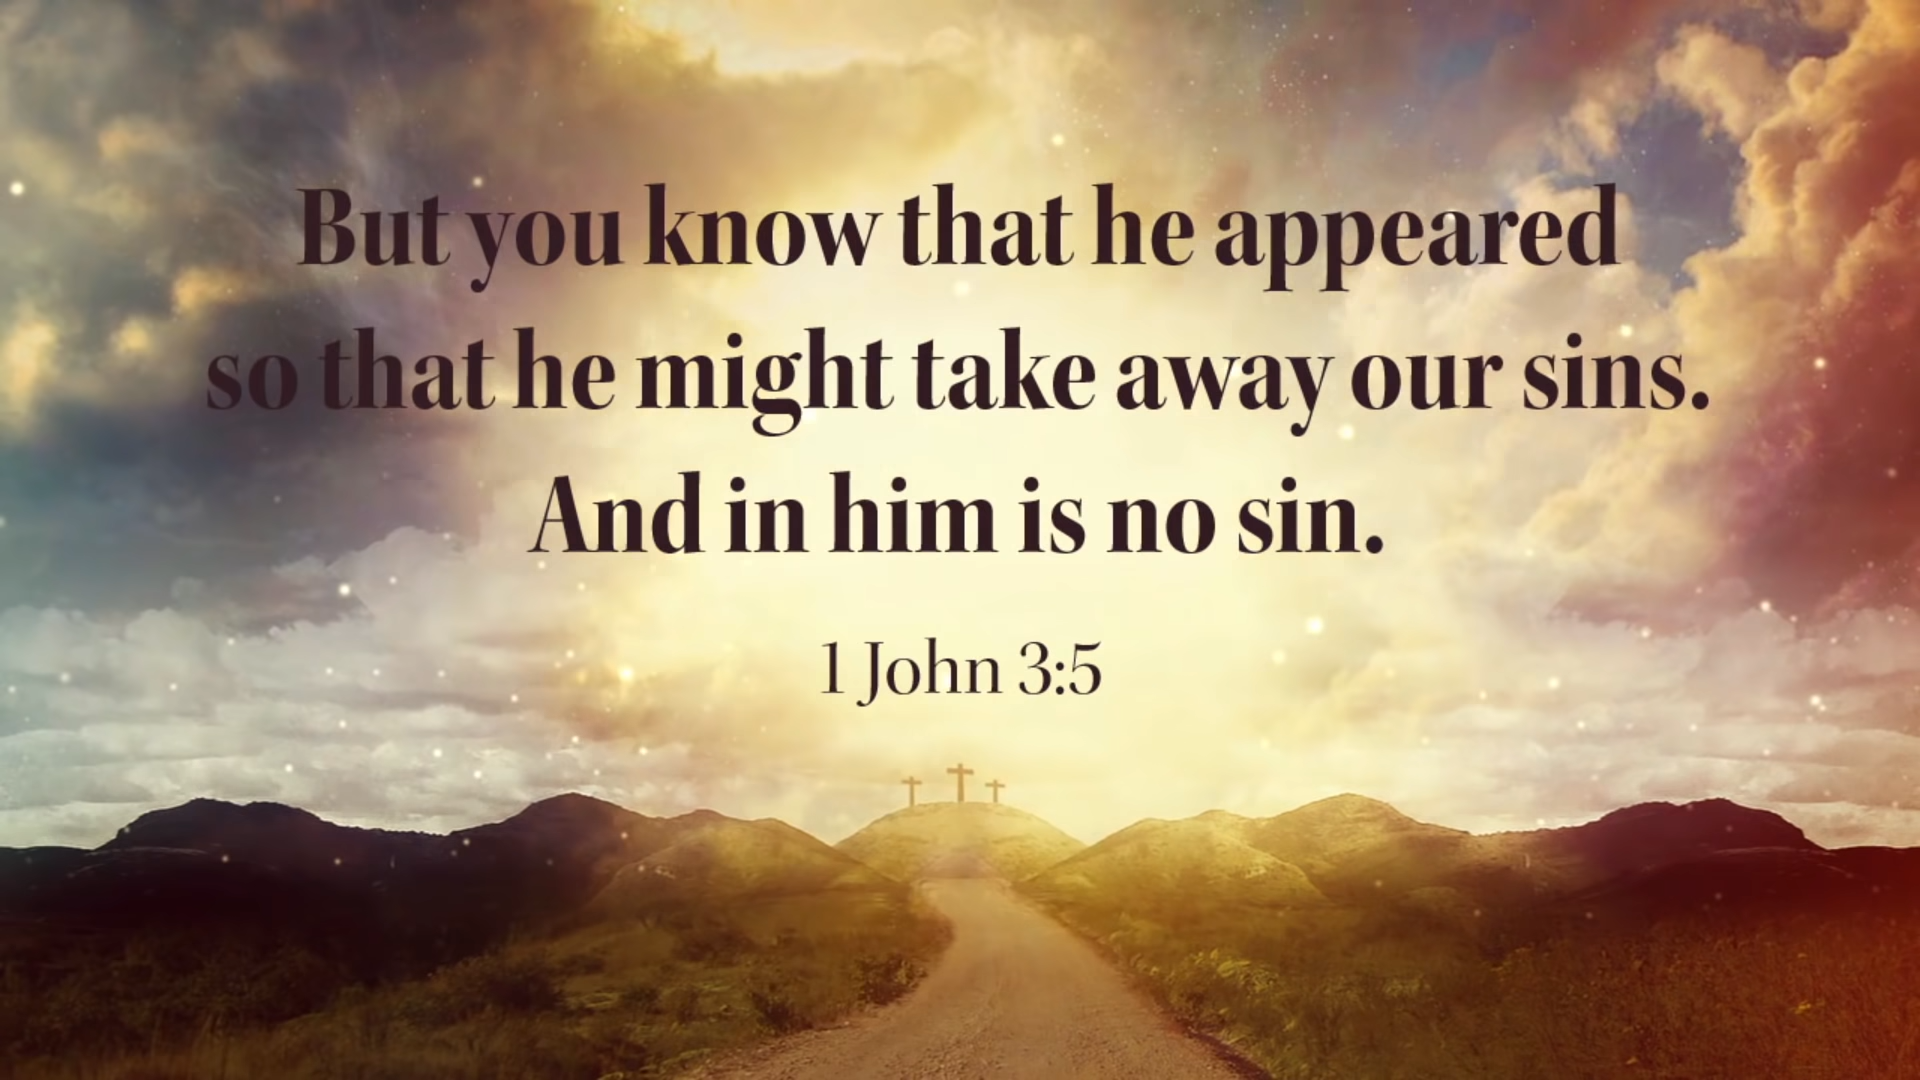 But you know that he appeared
so that he might take away our sins.
And in him is no sin.
1 John 3:5